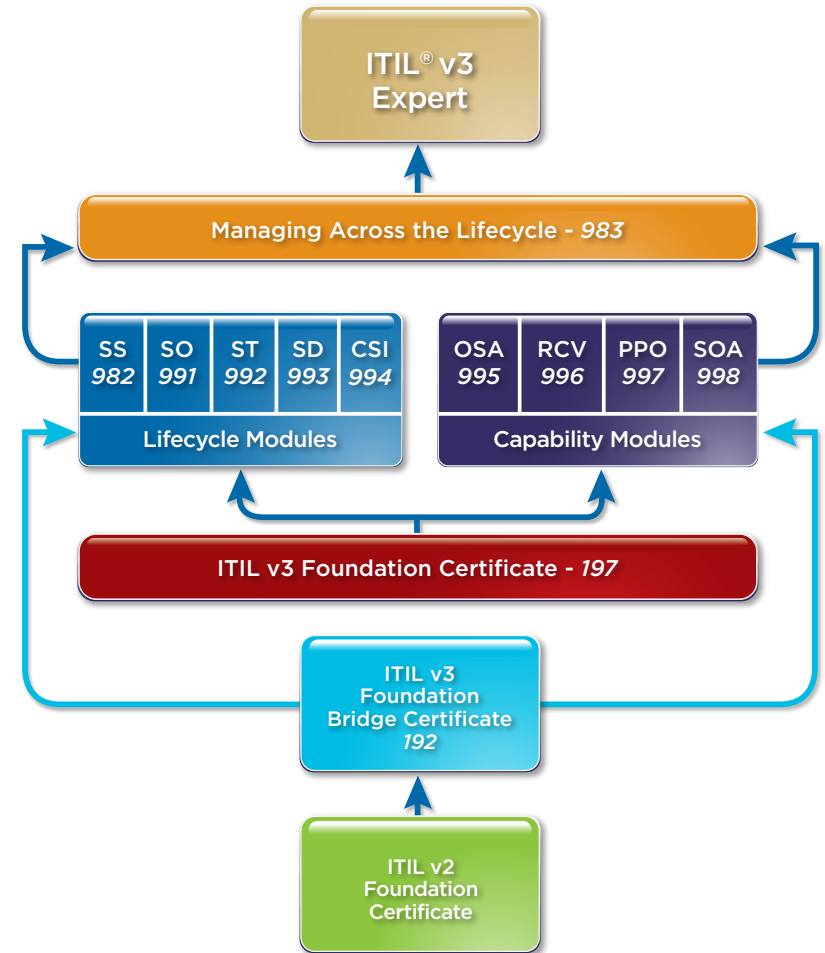 ITIL® v3
Expert
Managing Across the Lifecycle - 983
SS SO ST SD CSI
982 991 992 993 994
Lifecycle Modules
OSA RCV PPO SOA
995 996 997 998
Capability Modules
ITIL v3 Foundation Certificate - 197
ITIL v3
Foundation
Bridge Certificate
192
ITIL v2
Foundation
Certificate